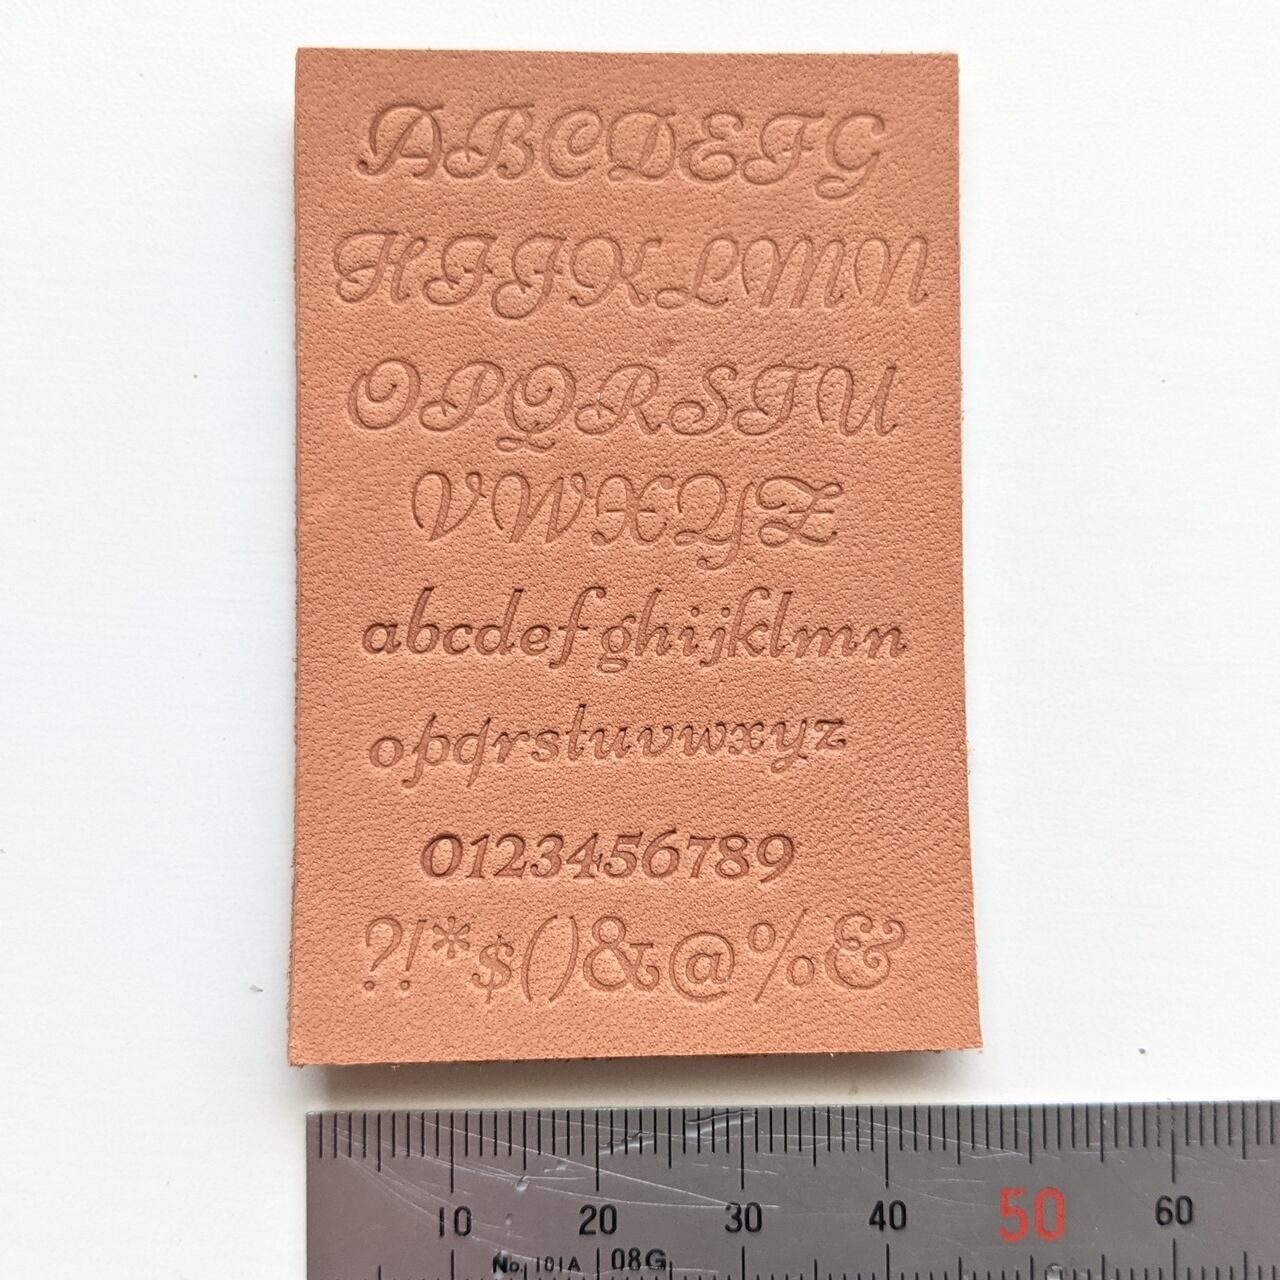 ABCDEFG
HIJKLMN
OPQRSTU
VWXYZ
abcdefghijklmn
opqrstuvwxyz
0123456789
?!*$()&@%&
10 20 30 40 50 60
No. 101A 08G